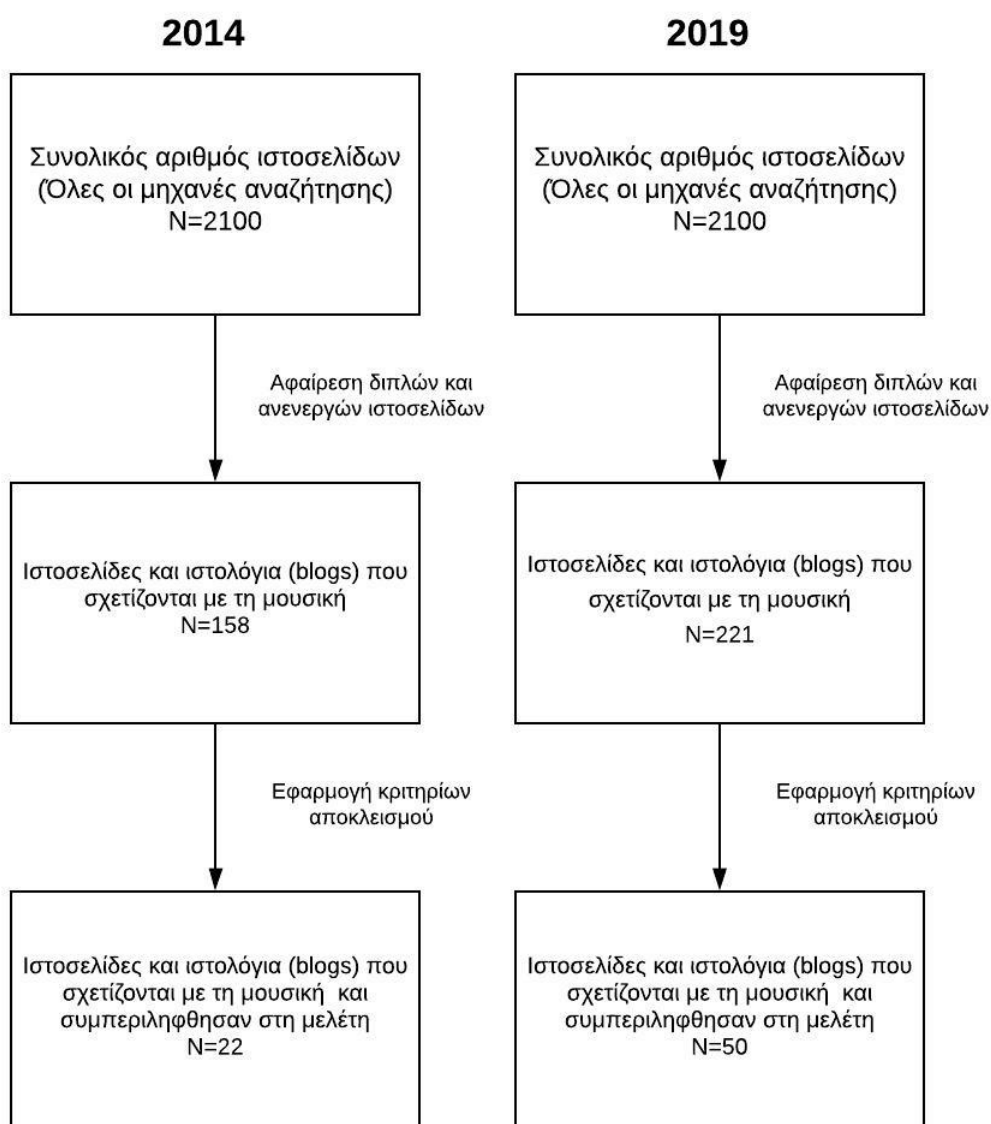 2014
Συνολικός αριθμός ιστοσελίδων
(Όλες οι μηχανές αναζήτησης)
N=2100
Αφαίρεση διπλών και
ανενεργών ιστοσελίδων
Ιστοσελίδες και ιστολόγια (blogs) που
σχετίζονται με τη μουσική
N=158
Εφαρμογή κριτηρίων
αποκλεισμού
Ιστοσελίδες και ιστολόγια (blogs) που
σχετίζονται με τη μουσική και
συμπεριληφθησαν στη μελέτη
N=22
2019
Συνολικός αριθμός ιστοσελίδων
(Όλες οι μηχανές αναζήτησης)
N=2100
Αφαίρεση διπλών και
ανενεργών ιστοσελίδων
Ιστοσελίδες και ιστολόγια (blogs) που
σχετίζονται με τη μουσική
N=221
Εφαρμογή κριτηρίων
αποκλεισμού
Ιστοσελίδες και ιστολόγια (blogs) που
σχετίζονται με τη μουσική και
συμπεριληφθησαν στη μελέτη
N=50